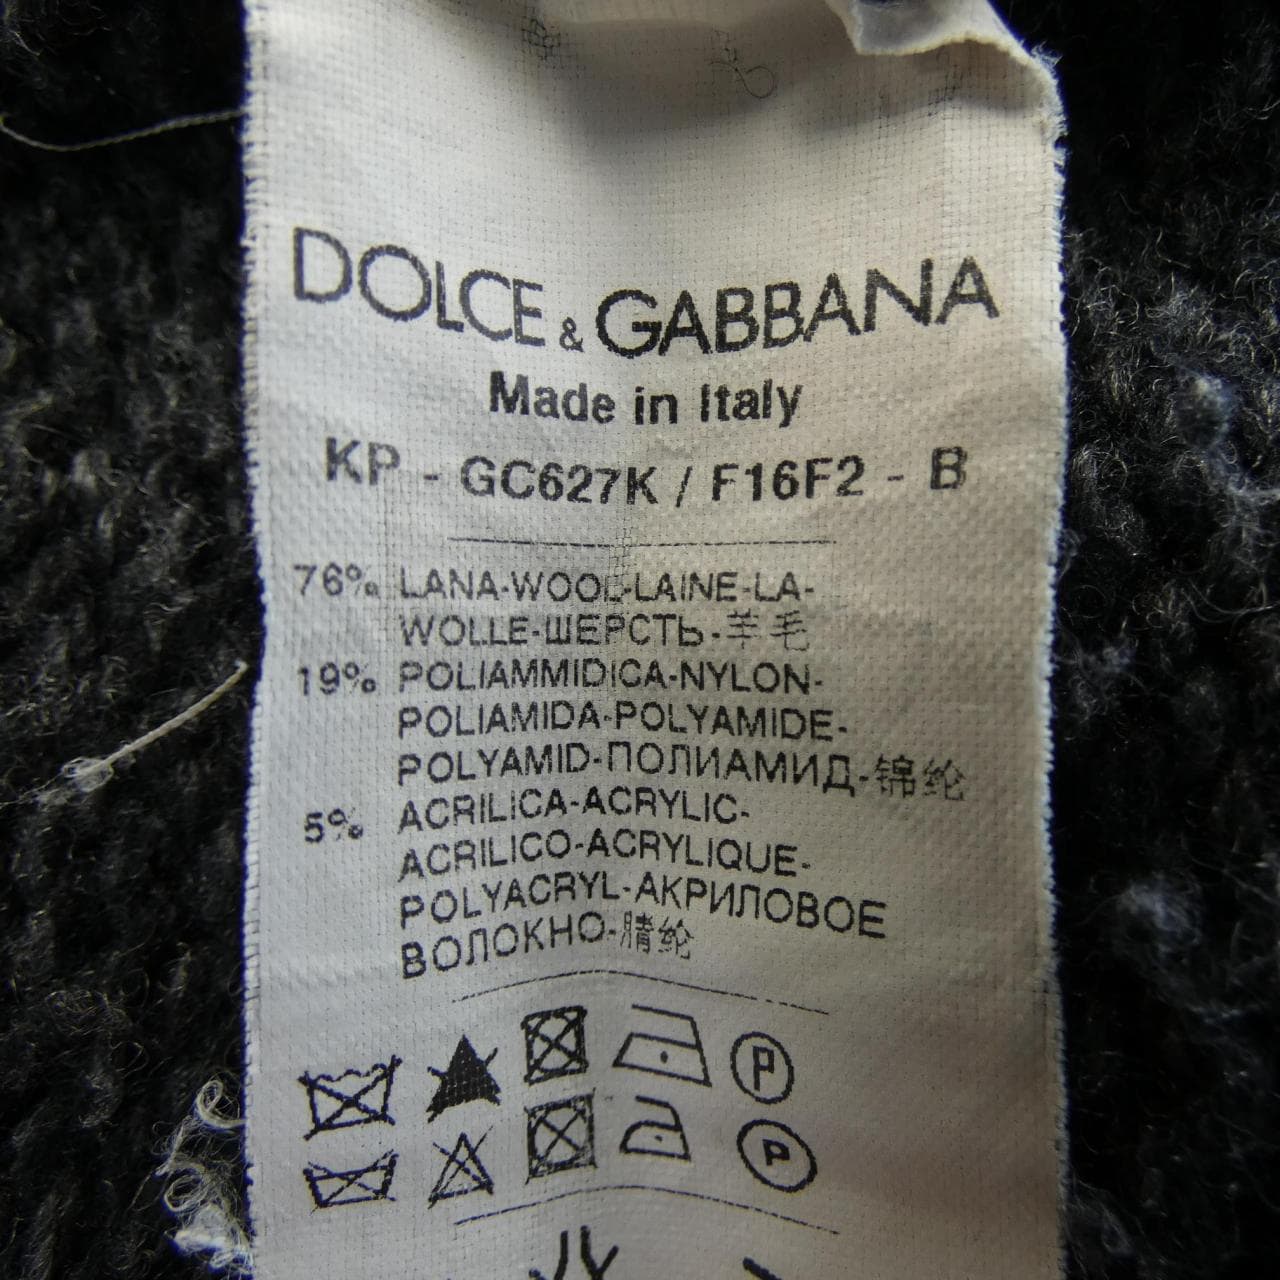 DOLCE & GABBANA
Made in Italy
KP - GC627K / F16F2 - B
76% LANA-WOOL-LAINE-LA-
WOLLE-ШЕРСТЬ-羊毛
19% POLIAMMIDICA-NYLON-
POLIAMIDA-POLYAMIDE-
POLYAMID-ПОЛИАМИД-锦纶
5% ACRILICA-ACRYLIC-
ACRILICO-ACRYLIQUE-
POLYACRYL-АКРИЛОВОЕ
ВОЛОКНО-腈纶
P
P